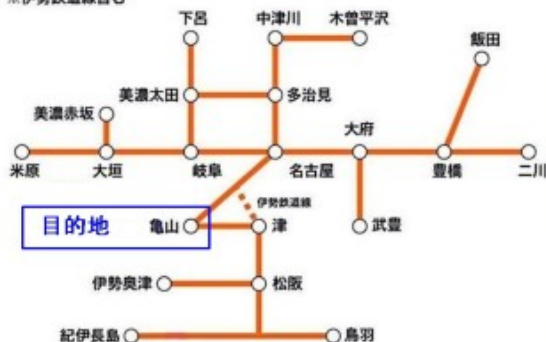 ※伊勢鉄道線含む
下呂
中津川
木曽平沢
飯田
美濃太田
多治見
美濃赤坂
大府
米原
大垣
岐阜
名古屋
豊橋
二川
伊勢鉄道線
目的地
亀山
津
武豊
伊勢奥津
松阪
紀伊長島
鳥羽